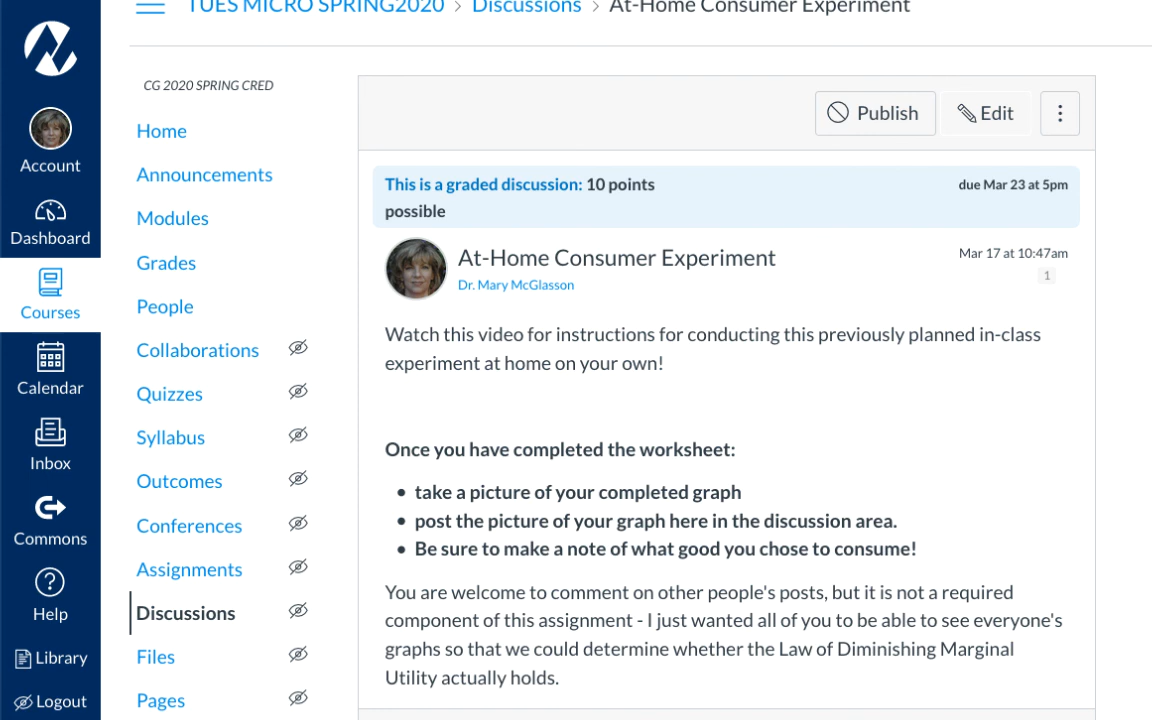 TUES MICRO SPRING2020 > Discussions > At-Home Consumer Experiment
CG 2020 SPRING CRED
Account
Dashboard
Courses
Calendar
Inbox
Commons
Help
Library
Logout
Home
Announcements
Modules
Grades
People
Collaborations
Quizzes
Syllabus
Outcomes
Conferences
Assignments
Discussions
Files
Pages
Publish
Edit
This is a graded discussion: 10 points
possible
due Mar 23 at 5pm
At-Home Consumer Experiment
Dr. Mary McGlasson
Mar 17 at 10:47am
1
Watch this video for instructions for conducting this previously planned in-class
experiment at home on your own!
Once you have completed the worksheet:
• take a picture of your completed graph
• post the picture of your graph here in the discussion area.
• Be sure to make a note of what good you chose to consume!
You are welcome to comment on other people's posts, but it is not a required
component of this assignment - I just wanted all of you to be able to see everyone's
graphs so that we could determine whether the Law of Diminishing Marginal
Utility actually holds.